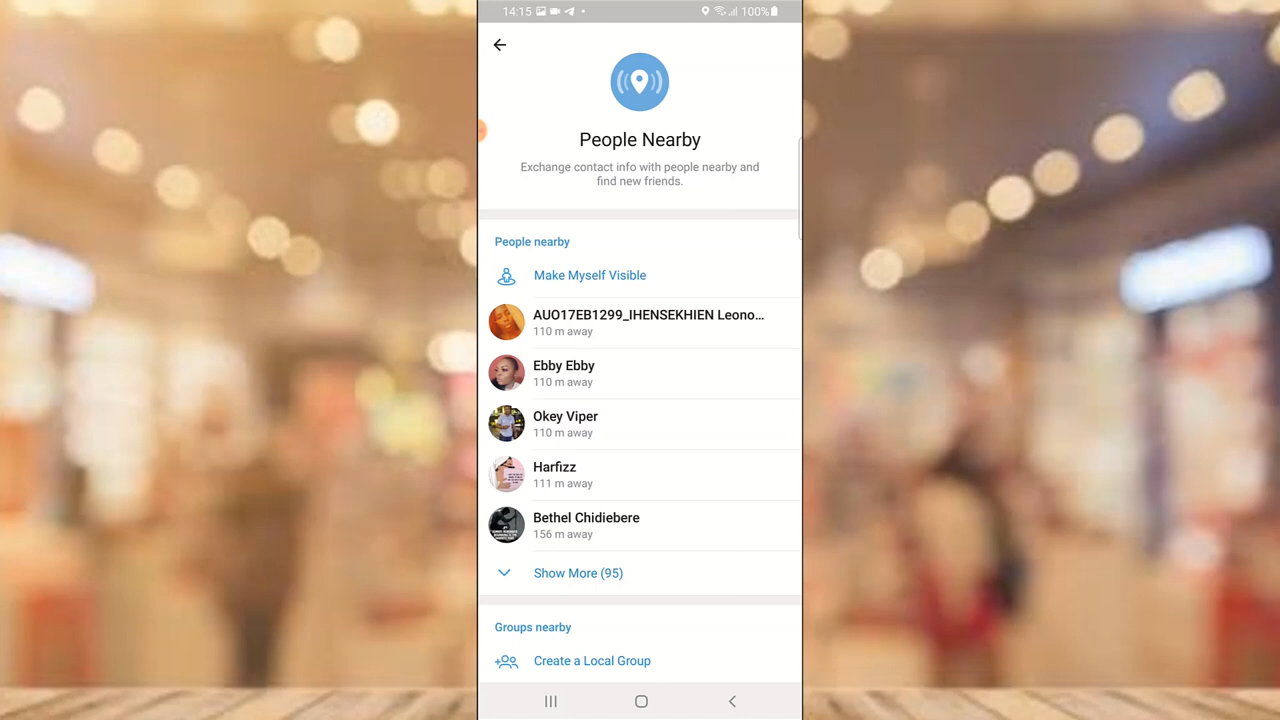 14:15
100%
People Nearby
Exchange contact info with people nearby and
find new friends.
People nearby
Make Myself Visible
AUO17EB1299_IHENSEKHIEN Leono...
110 m away
Ebby Ebby
110 m away
Okey Viper
110 m away
Harfizz
111 m away
Bethel Chidiebere
156 m away
Show More (95)
Groups nearby
Create a Local Group